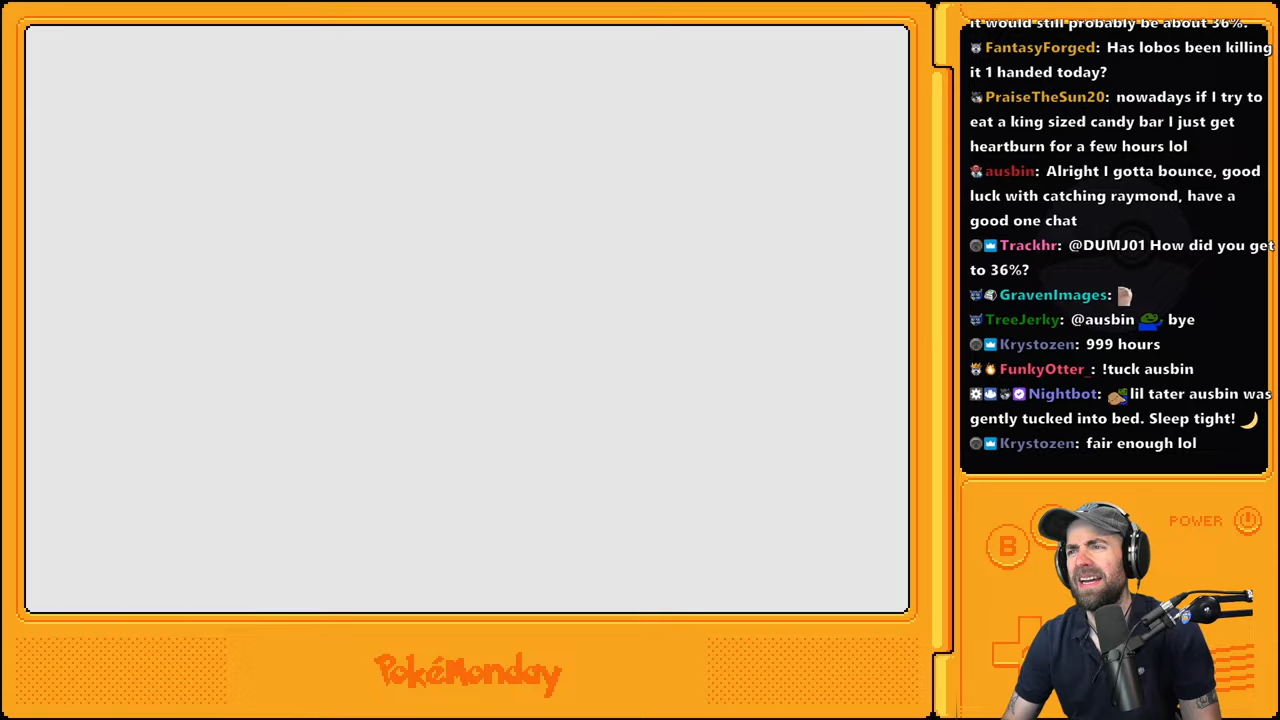 it would still probably be about 36%.
FantasyForged: Has lobos been killing
it 1 handed today?
PraiseTheSun20: nowadays if I try to
eat a king sized candy bar I just get
heartburn for a few hours lol
ausbin: Alright I gotta bounce, good
luck with catching raymond, have a
good one chat
Trackhr: @DUMJ01 How did you get
to 36%?
GravenImages:
TreeJerky: @ausbin bye
Krystozen: 999 hours
FunkyOtter_: !tuck ausbin
Nightbot: lil tater ausbin was
gently tucked into bed. Sleep tight! 🌙
Krystozen: fair enough lol
POWER
B
PokéMonday